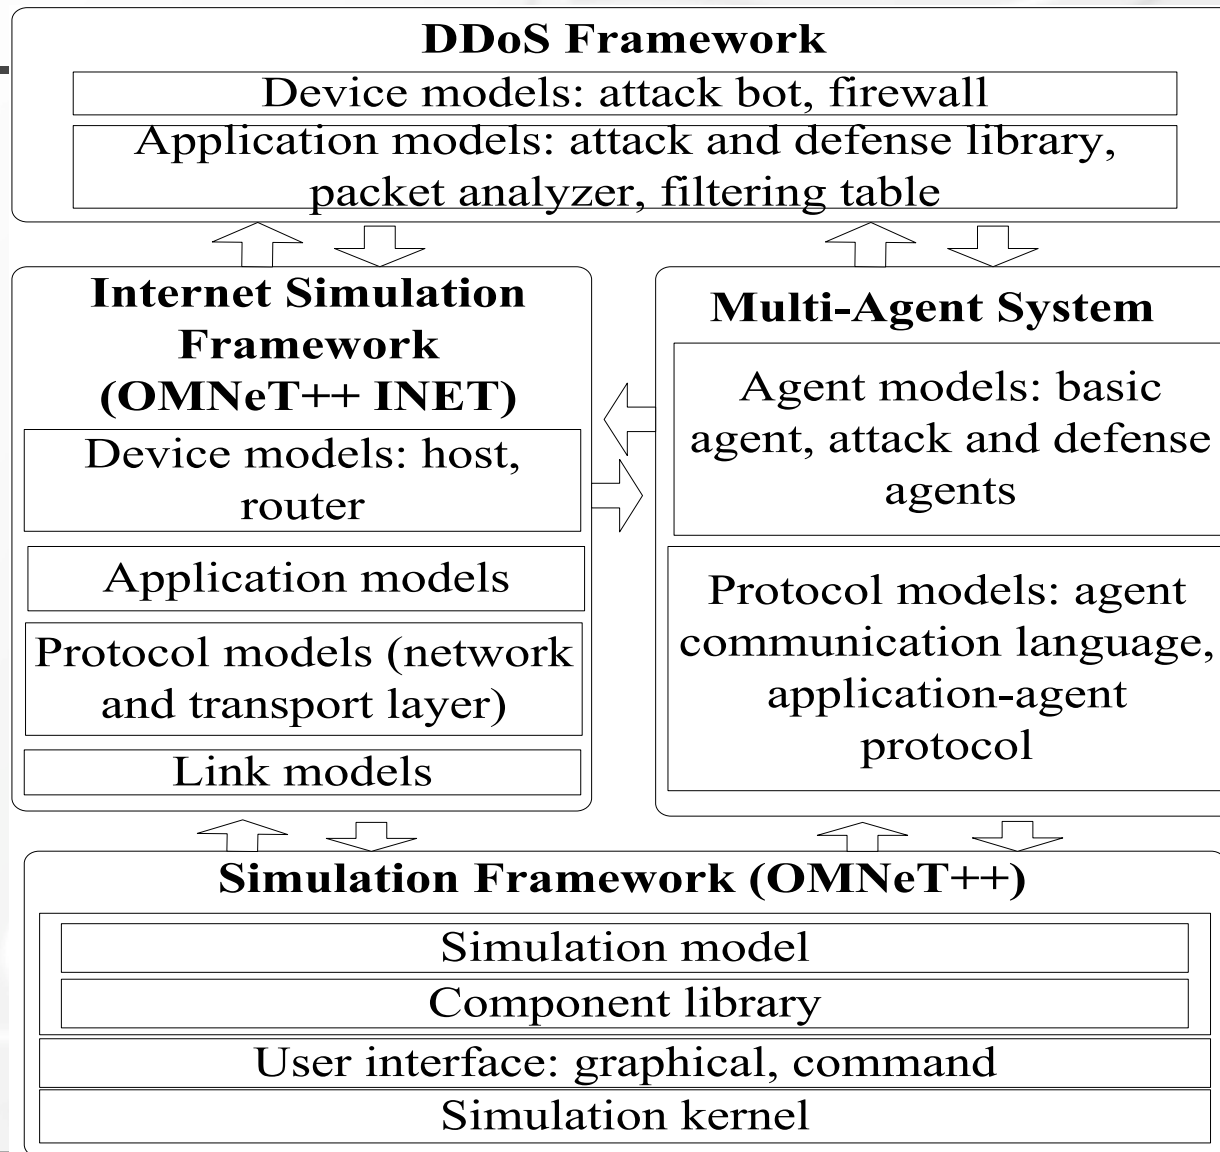 DDoS Framework
Device models: attack bot, firewall
Application models: attack and defense library,
packet analyzer, filtering table
Internet Simulation
Framework
(OMNeT++ INET)
Device models: host,
router
Application models
Protocol models (network
and transport layer)
Link models
Multi-Agent System
Agent models: basic
agent, attack and defense
agents
Protocol models: agent
communication language,
application-agent
protocol
Simulation Framework (OMNeT++)
Simulation model
Component library
User interface: graphical, command
Simulation kernel